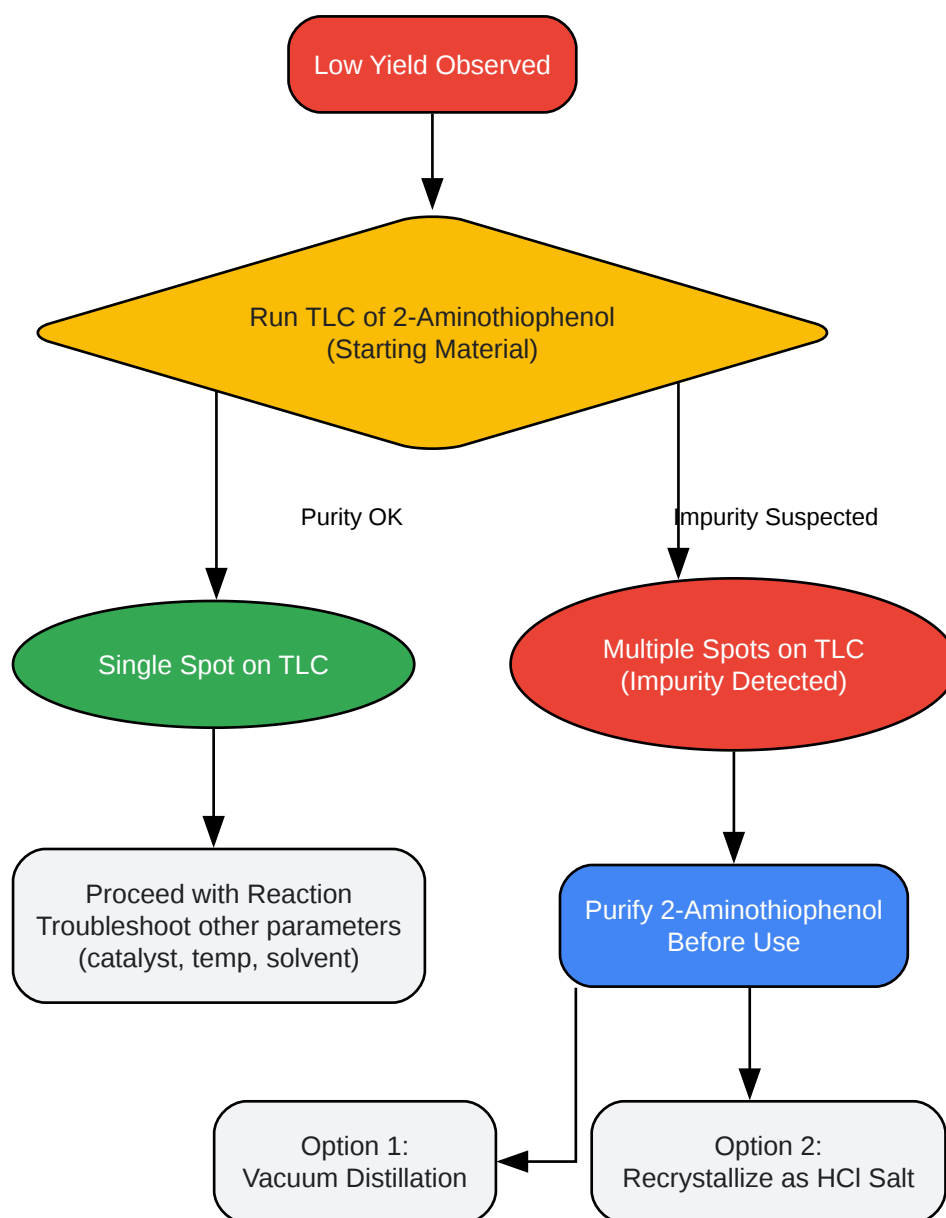 Low Yield Observed
Run TLC of 2-Aminothiophenol
(Starting Material)
Purity OK
Impurity Suspected
Single Spot on TLC
Multiple Spots on TLC
(Impurity Detected)
Proceed with Reaction
Troubleshoot other parameters
(catalyst, temp, solvent)
Purify 2-Aminothiophenol
Before Use
Option 1:
Vacuum Distillation
Option 2:
Recrystallize as HCl Salt